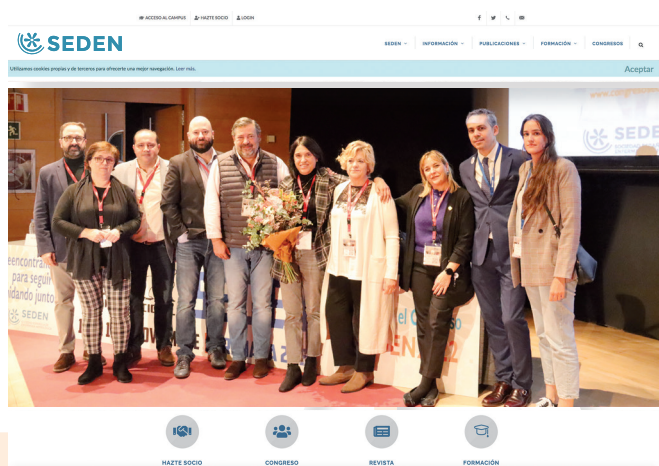 ACCESO AL CAMPUS HAZTE SOCIO LOGIN
SEDEN
SEDEN INFORMACIÓN PUBLICACIONES FORMACIÓN CONGRESOS
Utilizamos cookies propias y de terceros para ofrecerte una mejor navegación. Leer más.
Aceptar
SEDE
para seguir
SEDEN
HAZTE SOCIO CONGRESO REVISTA FORMACIÓN